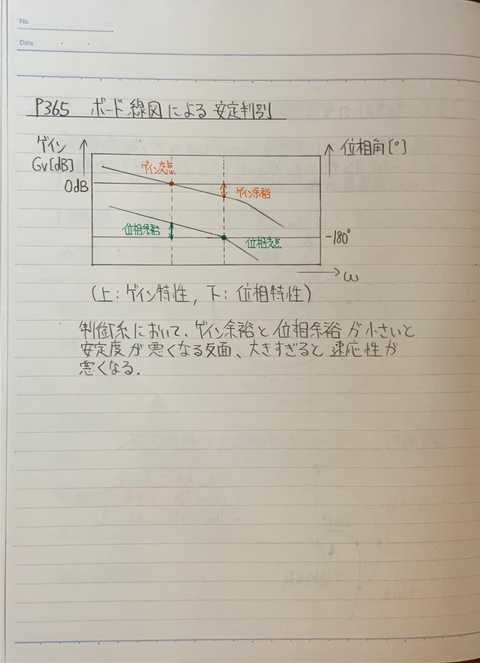 No.
Date
P365 ボード線図による安定判別
ゲイン
Gv[dB]
位相角[°]
ゲイン交点
0dB
ゲイン余裕
位相余裕
位相交点
-180°
ω
(上:ゲイン特性,下:位相特性)
制御系において、ゲイン余裕と位相余裕が小さいと
安定度が悪くなる反面、大きすぎると速応性が
悪くなる.